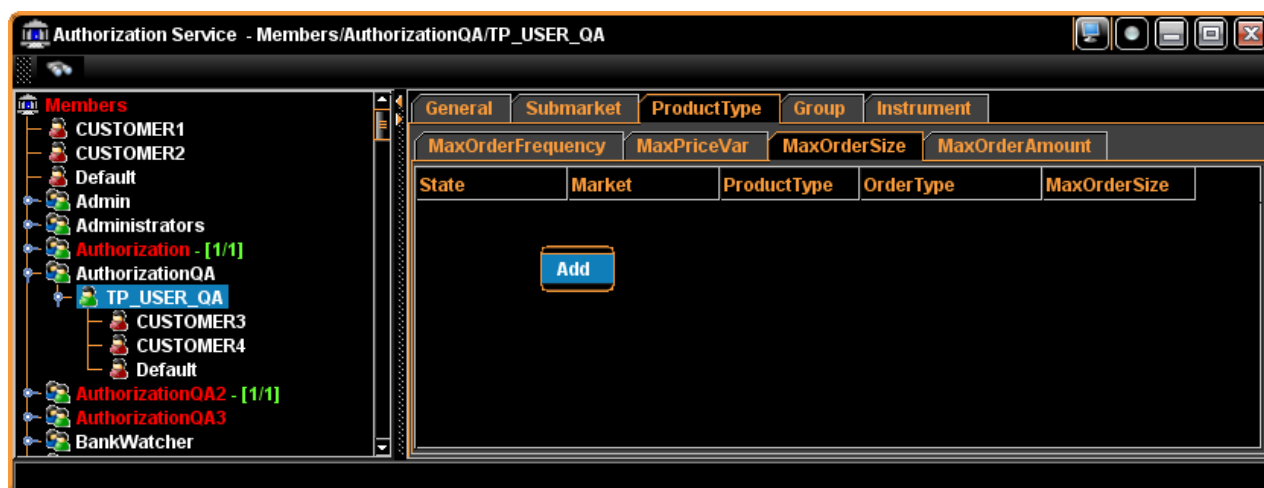 Authorization Service - Members/AuthorizationQA/TP_USER_QA
Members
CUSTOMER1
CUSTOMER2
Default
Admin
Administrators
Authorization - [1/1]
AuthorizationQA
TP_USER_QA
CUSTOMER3
CUSTOMER4
Default
AuthorizationQA2 - [1/1]
AuthorizationQA3
BankWatcher
General Submarket ProductType Group Instrument
MaxOrderFrequency MaxPriceVar MaxOrderSize MaxOrderAmount
State Market ProductType OrderType MaxOrderSize
Add